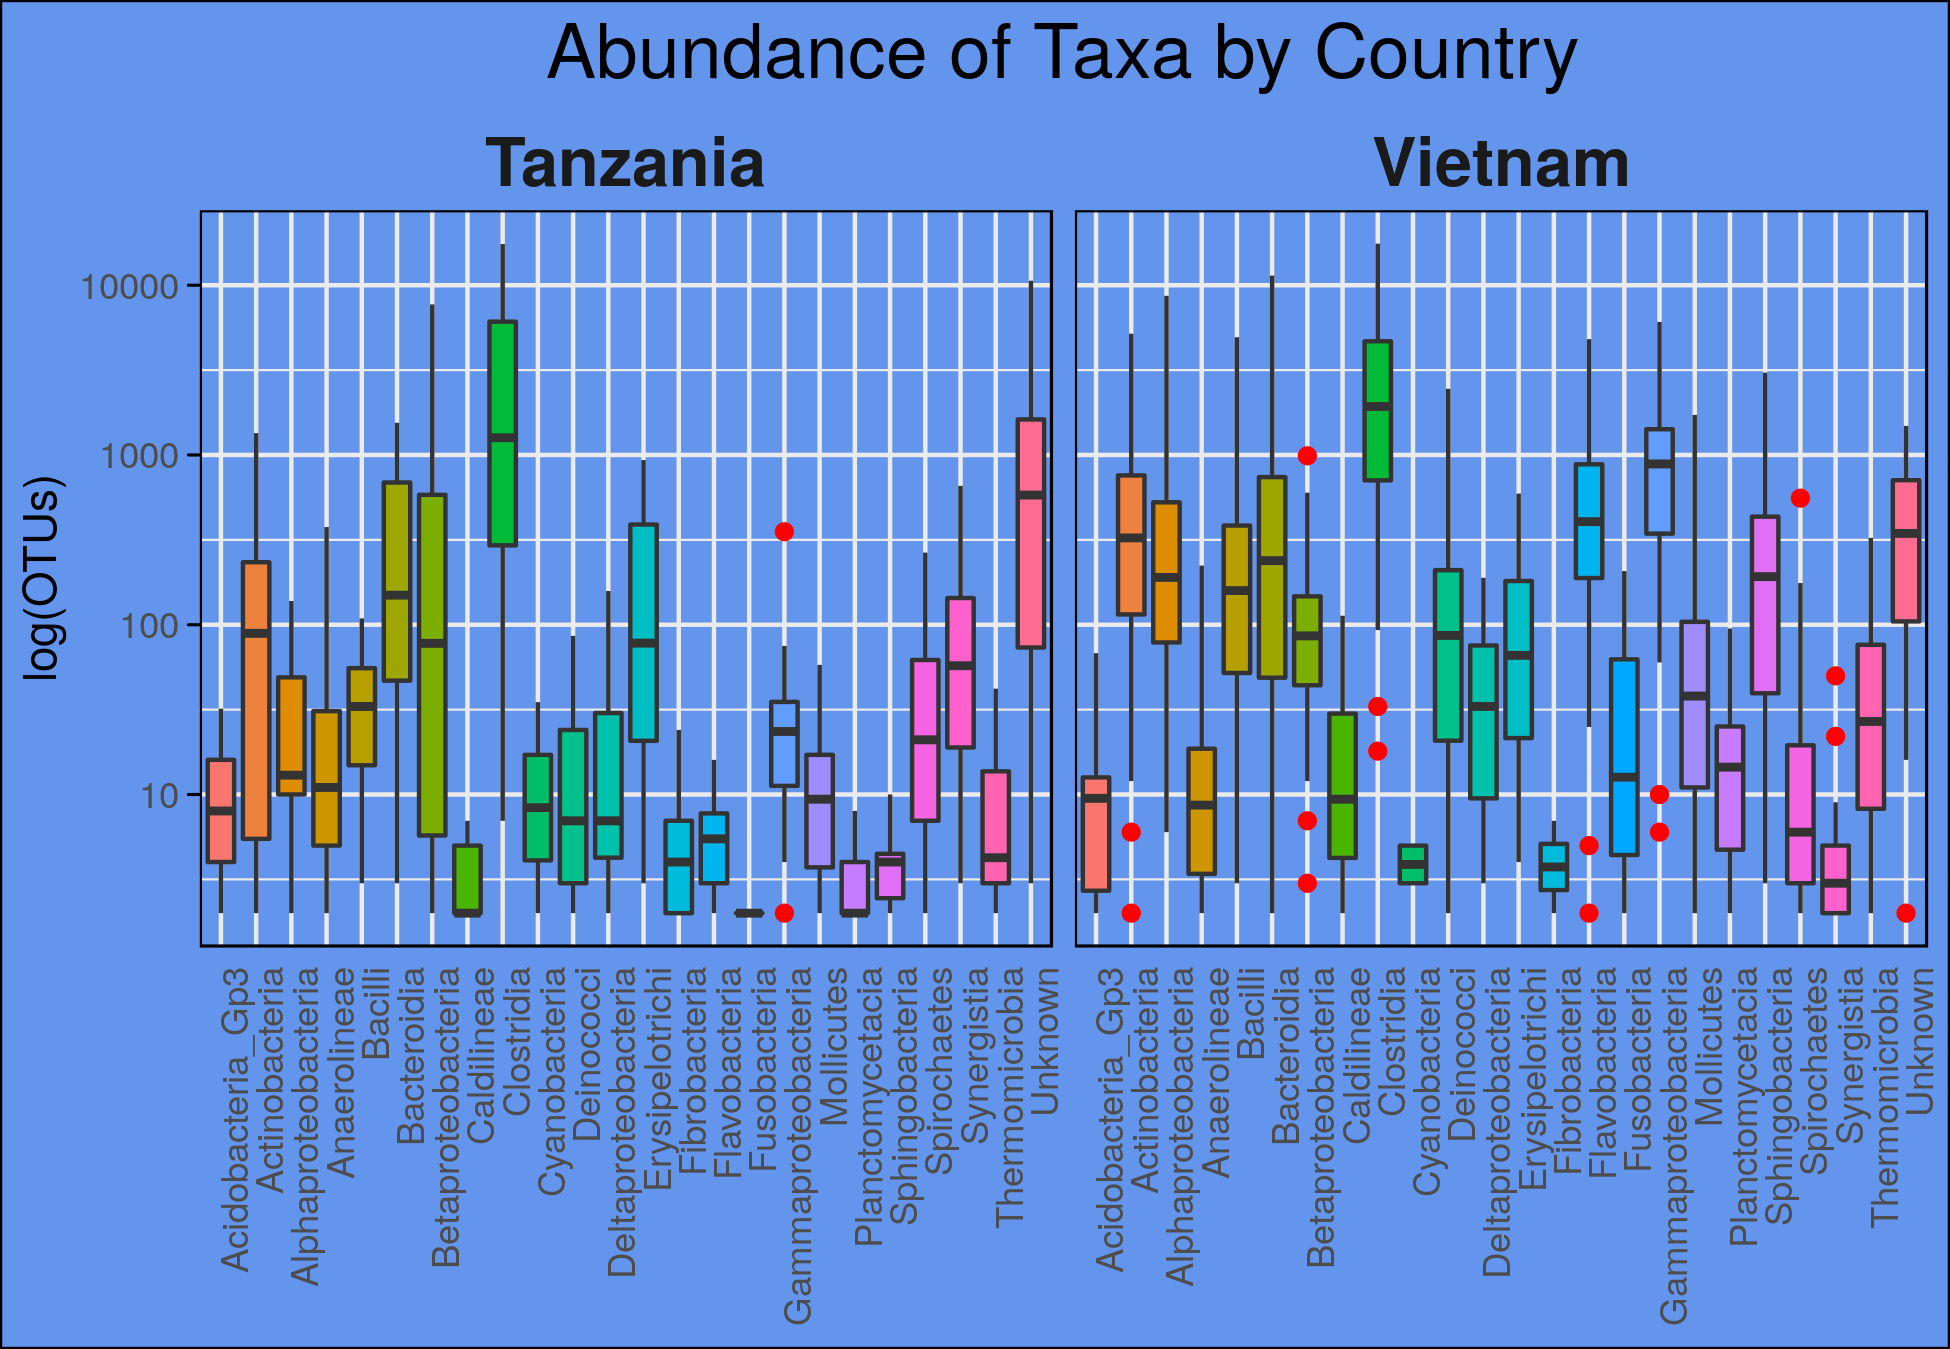 Abundance of Taxa by Country
Tanzania
Vietnam
log(OTUs)
10000
1000
100
10
Acidobacteria_Gp3
Actinobacteria
Alphaproteobacteria
Anaerolineae
Bacilli
Bacteroidia
Betaproteobacteria
Caldilineae
Clostridia
Cyanobacteria
Deinococci
Deltaproteobacteria
Erysipelotrichi
Fibrobacteria
Flavobacteria
Fusobacteria
Gammaproteobacteria
Mollicutes
Planctomycetacia
Sphingobacteria
Spirochaetes
Synergistia
Thermomicrobia
Unknown
Acidobacteria_Gp3
Actinobacteria
Alphaproteobacteria
Anaerolineae
Bacilli
Bacteroidia
Betaproteobacteria
Caldilineae
Clostridia
Cyanobacteria
Deinococci
Deltaproteobacteria
Erysipelotrichi
Fibrobacteria
Flavobacteria
Fusobacteria
Gammaproteobacteria
Mollicutes
Planctomycetacia
Sphingobacteria
Spirochaetes
Synergistia
Thermomicrobia
Unknown